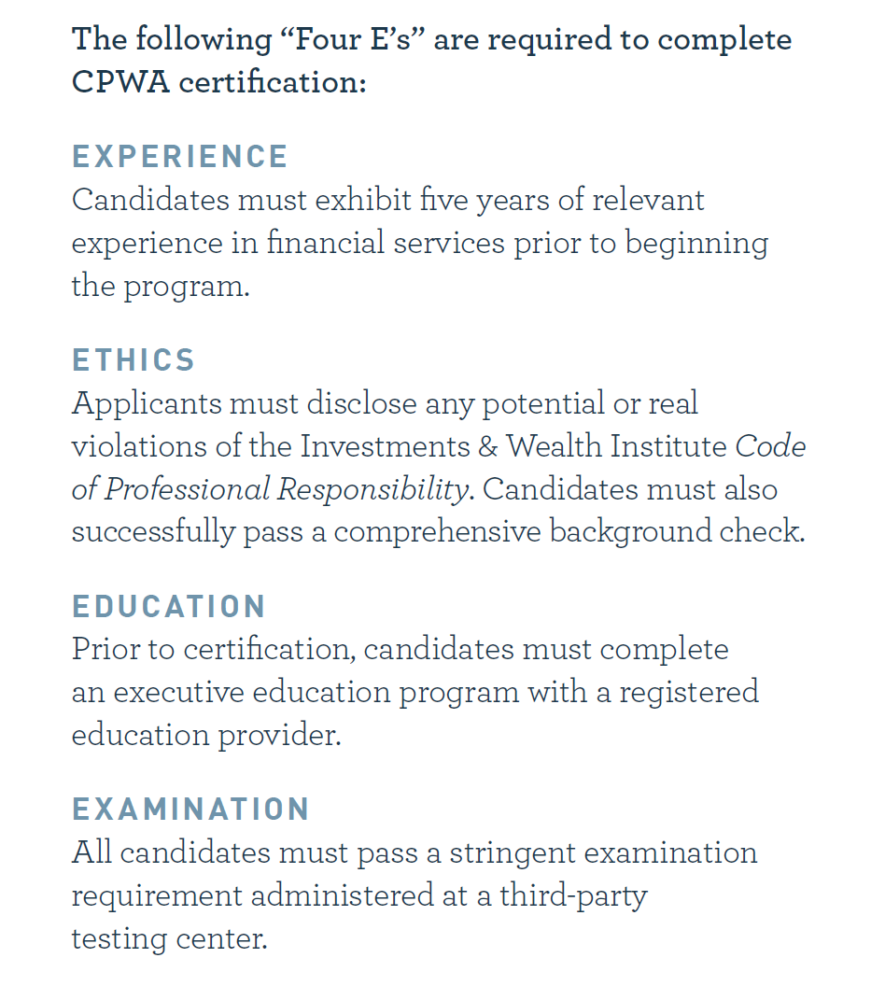 The following “Four E’s” are required to complete
CPWA certification:
EXPERIENCE
Candidates must exhibit five years of relevant
experience in financial services prior to beginning
the program.
ETHICS
Applicants must disclose any potential or real
violations of the Investments & Wealth Institute Code
of Professional Responsibility. Candidates must also
successfully pass a comprehensive background check.
EDUCATION
Prior to certification, candidates must complete
an executive education program with a registered
education provider.
EXAMINATION
All candidates must pass a stringent examination
requirement administered at a third-party
testing center.